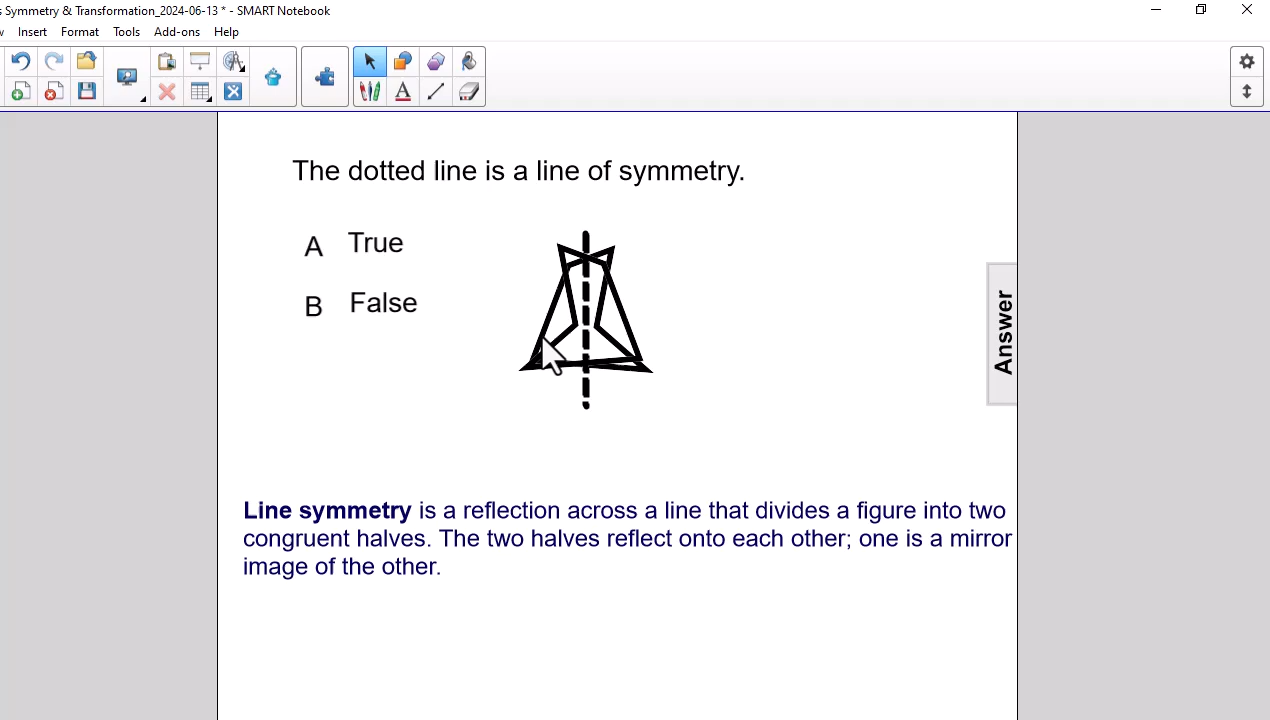 s Symmetry & Transformation_2024-06-13 * - SMART Notebook
w Insert Format Tools Add-ons Help
The dotted line is a line of symmetry.
A True
B False
Answer
Line symmetry is a reflection across a line that divides a figure into two
congruent halves. The two halves reflect onto each other; one is a mirror
image of the other.